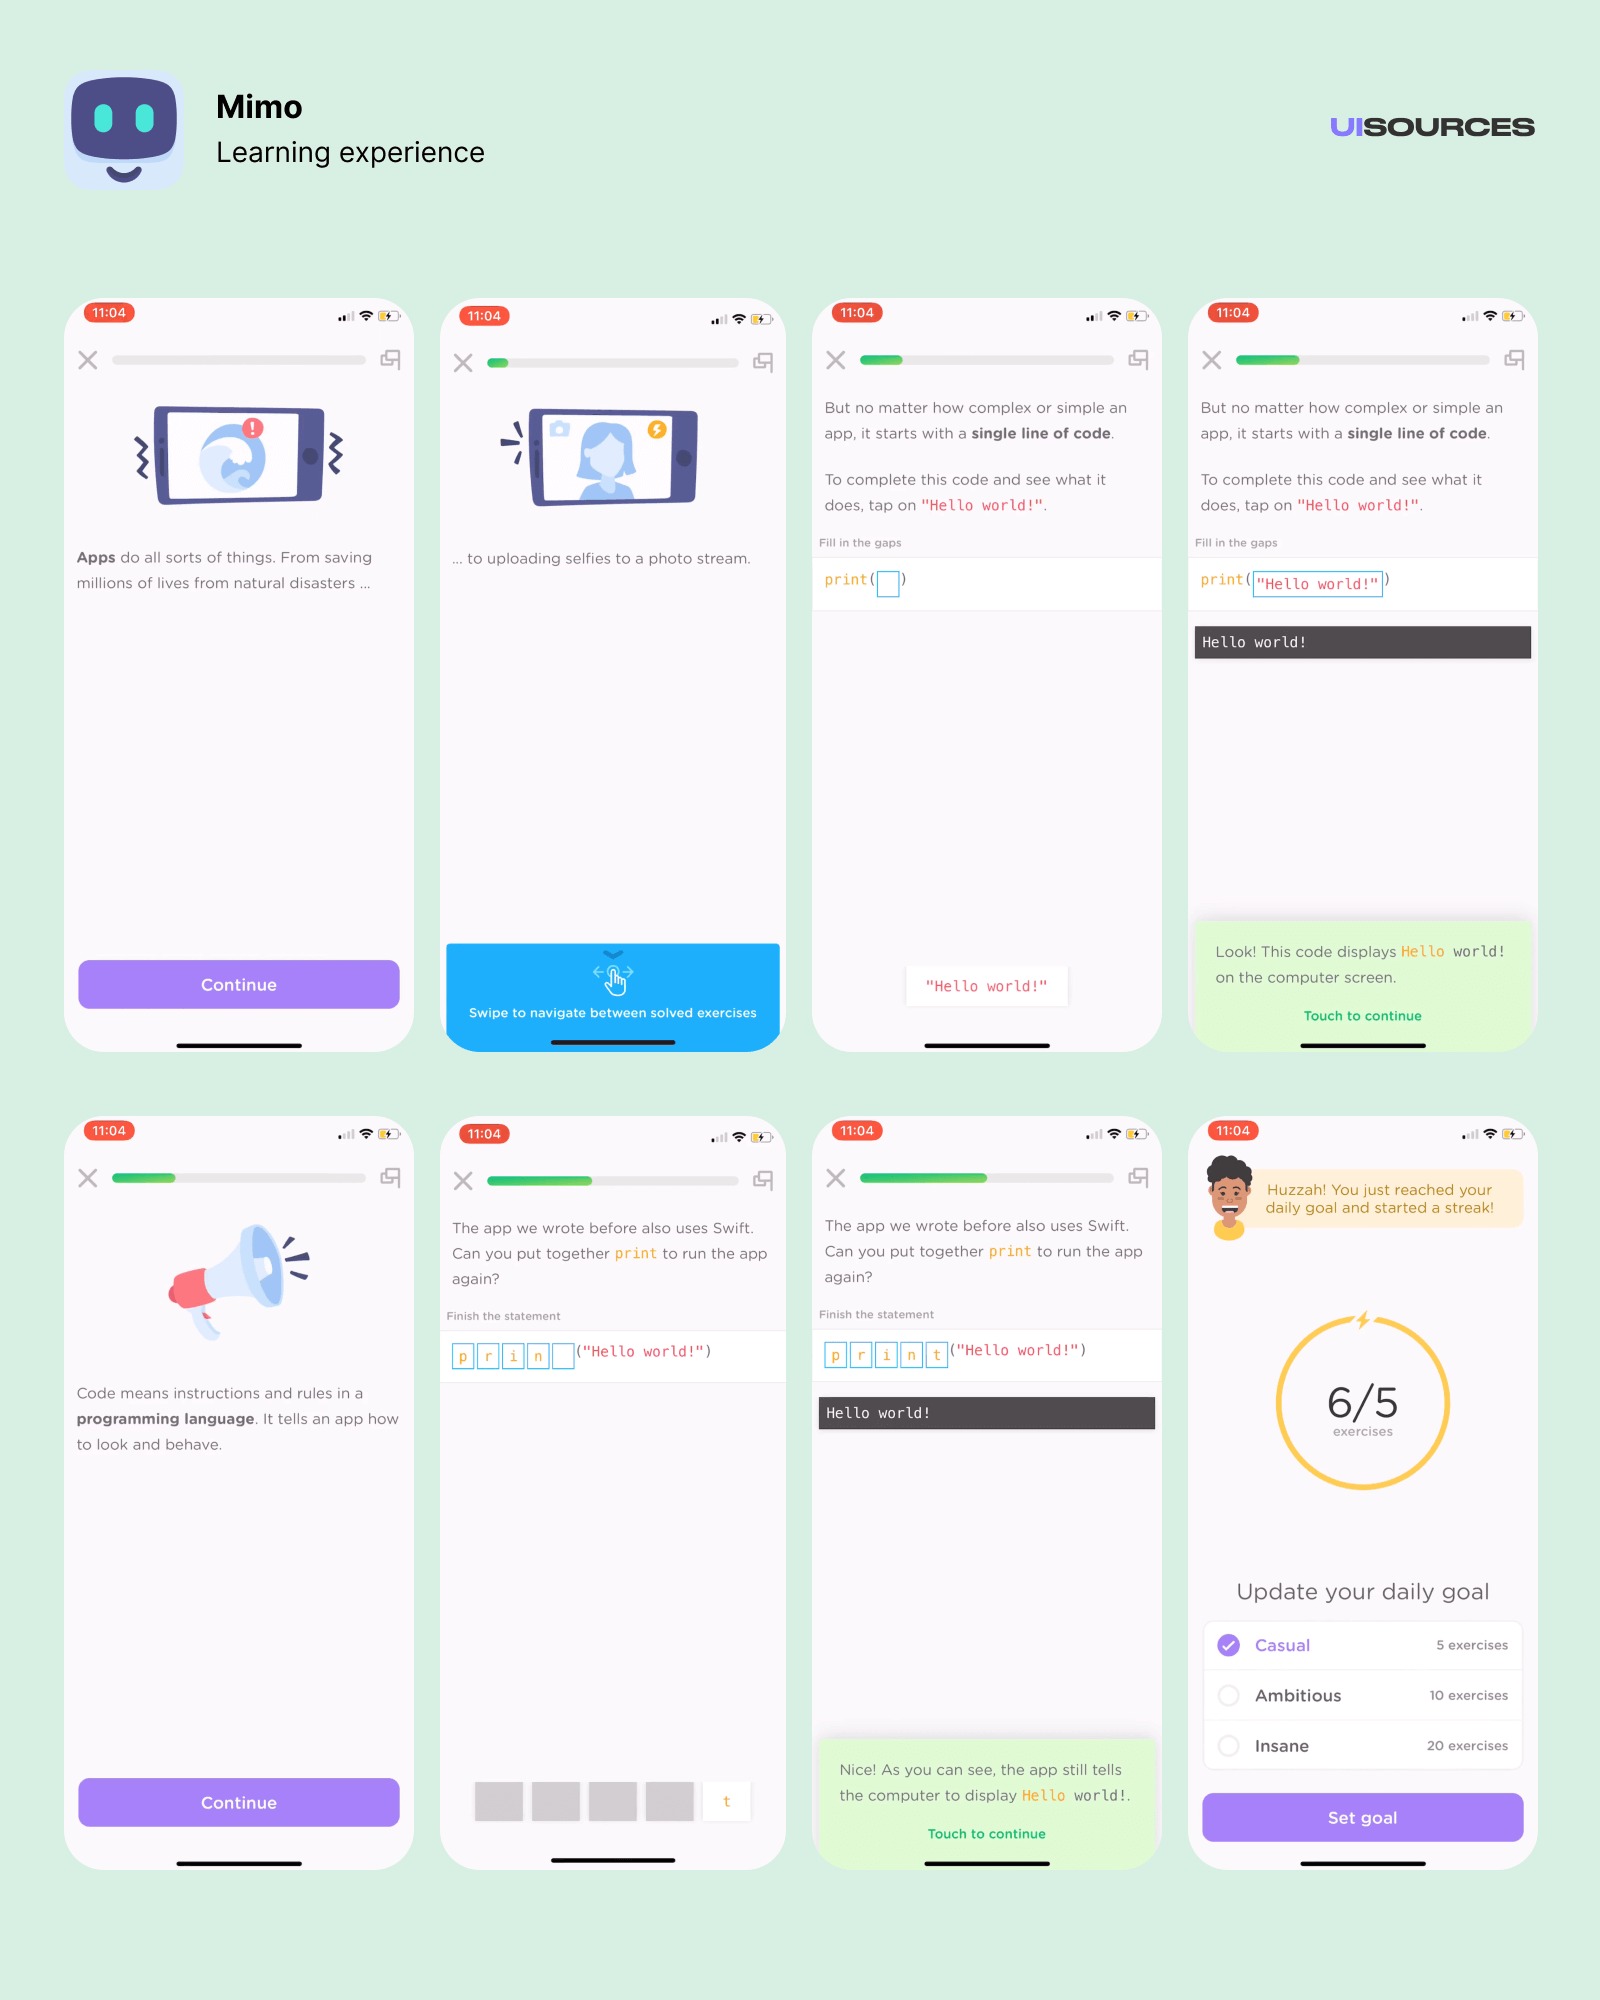 Mimo
Learning experience
UISOURCES
11:04
Apps do all sorts of things. From saving
millions of lives from natural disasters ...
Continue
11:04
... to uploading selfies to a photo stream.
Swipe to navigate between solved exercises
11:04
But no matter how complex or simple an
app, it starts with a single line of code.
To complete this code and see what it
does, tap on "Hello world!".
Fill in the gaps
print( )
"Hello world!"
11:04
But no matter how complex or simple an
app, it starts with a single line of code.
To complete this code and see what it
does, tap on "Hello world!".
Fill in the gaps
print("Hello world!")
Hello world!
Look! This code displays Hello world!
on the computer screen.
Touch to continue
11:04
Code means instructions and rules in a
programming language. It tells an app how
to look and behave.
Continue
11:04
The app we wrote before also uses Swift.
Can you put together print to run the app
again?
Finish the statement
p r i n ("Hello world!")
t
11:04
The app we wrote before also uses Swift.
Can you put together print to run the app
again?
Finish the statement
p r i n t ("Hello world!")
Hello world!
Nice! As you can see, the app still tells
the computer to display Hello world!.
Touch to continue
11:04
Huzzah! You just reached your
daily goal and started a streak!
6/5
exercises
Update your daily goal
Casual 5 exercises
Ambitious 10 exercises
Insane 20 exercises
Set goal